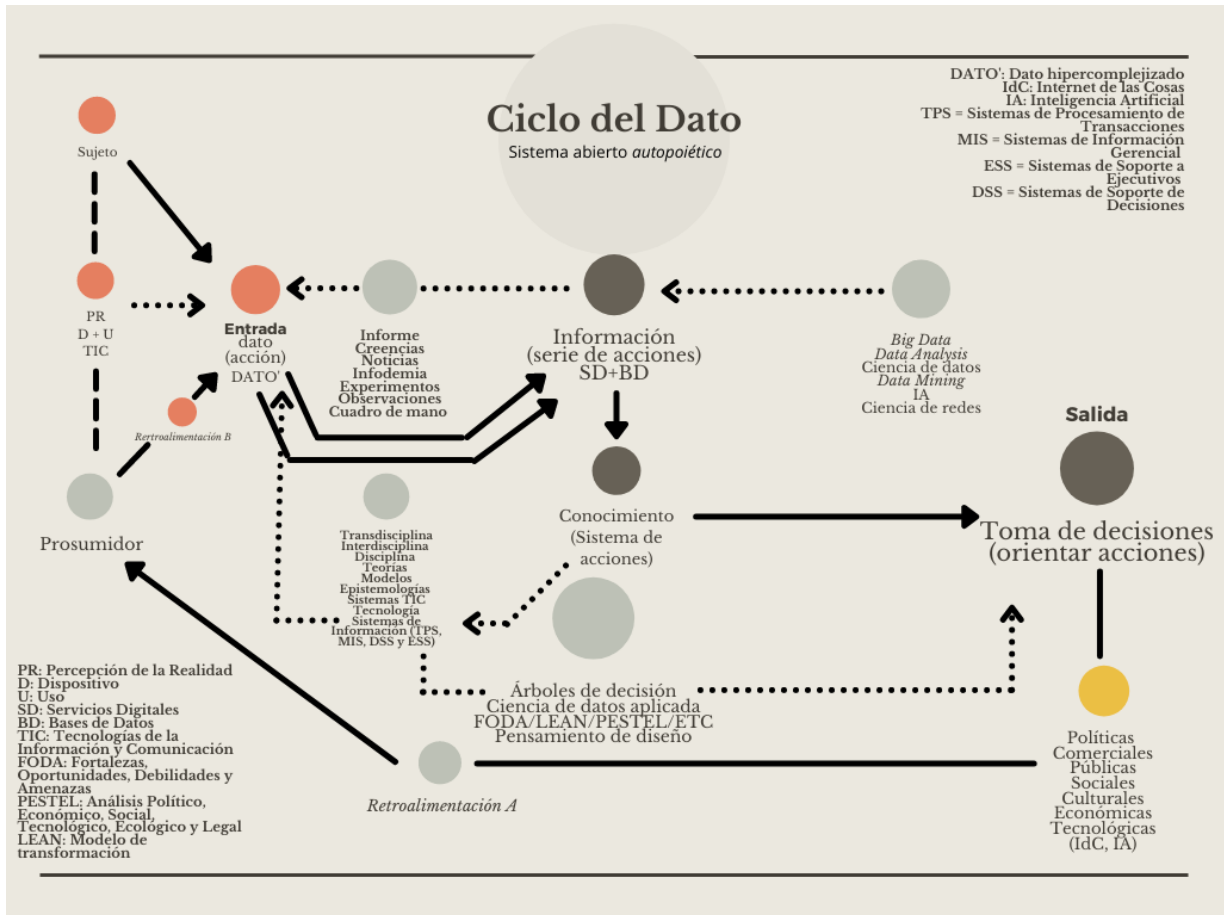 Ciclo del Dato
Sistema abierto autopoiético
DATO': Dato hipercomplejizado
IdC: Internet de las Cosas
IA: Inteligencia Artificial
TPS = Sistemas de Procesamiento de
Transacciones
MIS = Sistemas de Información
Gerencial
ESS = Sistemas de Soporte a
Ejecutivos
DSS = Sistemas de Soporte de
Decisiones
Sujeto
PR
D + U
TIC
Entrada
dato
(acción)
DATO'
Informe
Creencias
Noticias
Infodemia
Experimentos
Observaciones
Cuadro de mano
Información
(serie de acciones)
SD+BD
Big Data
Data Analysis
Ciencia de datos
Data Mining
IA
Ciencia de redes
Rertroalimentación B
Salida
Toma de decisiones
(orientar acciones)
Prosumidor
Transdisciplina
Interdisciplina
Disciplina
Teorías
Modelos
Epistemologías
Sistemas TIC
Tecnología
Sistemas de
Información (TPS,
MIS, DSS y ESS)
Conocimiento
(Sistema de
acciones)
Árboles de decisión
Ciencia de datos aplicada
FODA/LEAN/PESTEL/ETC
Pensamiento de diseño
PR: Percepción de la Realidad
D: Dispositivo
U: Uso
SD: Servicios Digitales
BD: Bases de Datos
TIC: Tecnologías de la
Información y Comunicación
FODA: Fortalezas,
Oportunidades, Debilidades y
Amenazas
PESTEL: Análisis Político,
Económico, Social,
Tecnológico, Ecológico y Legal
LEAN: Modelo de
transformación
Retroalimentación A
Políticas
Comerciales
Públicas
Sociales
Culturales
Económicas
Tecnológicas
(IdC, IA)